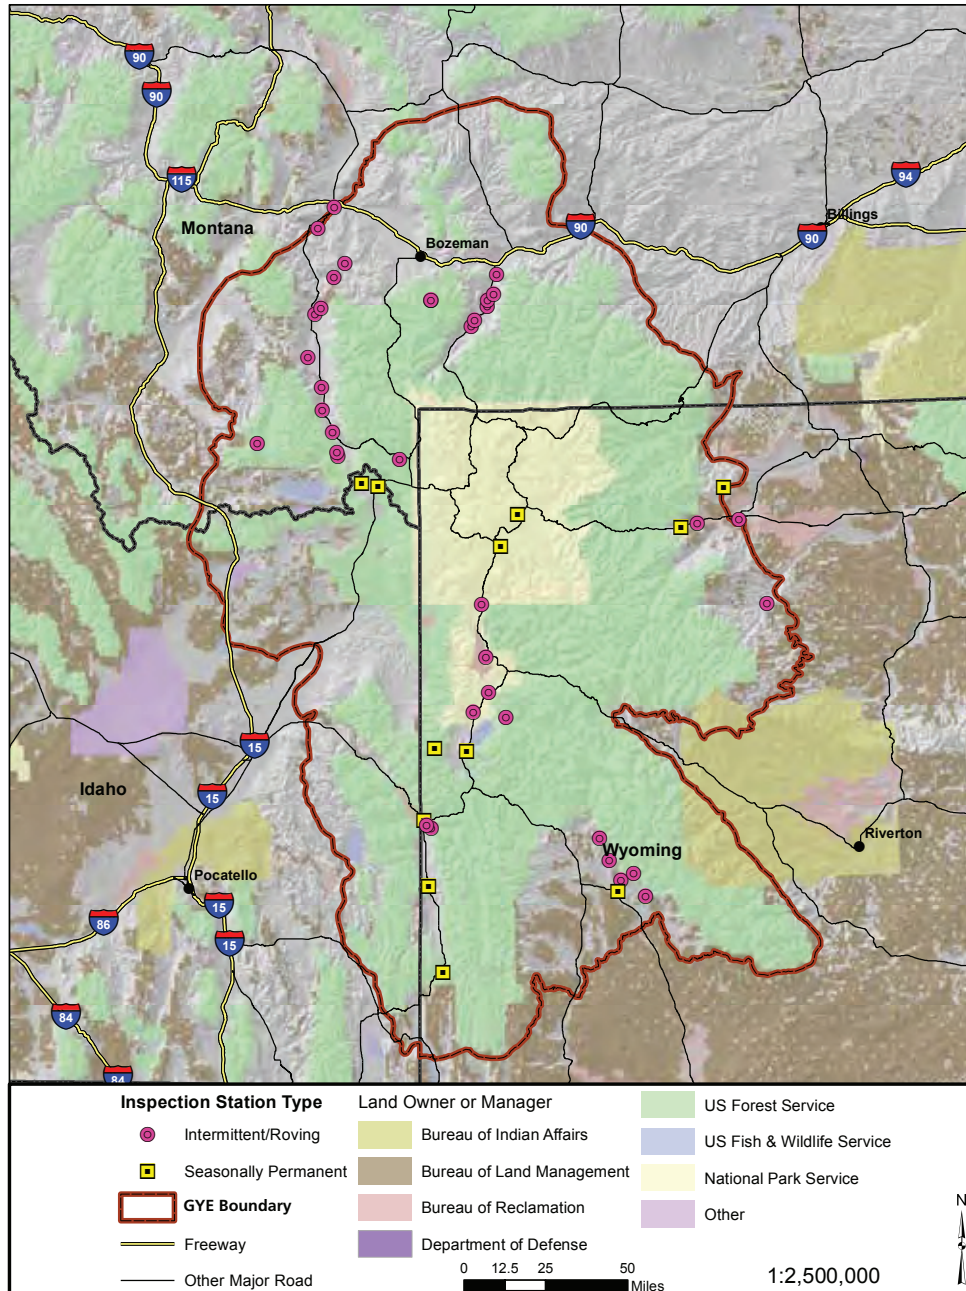 90
90
115
94
Montana
Billings
90
90
Bozeman
15
Idaho
15
Riverton
Wyoming
Pocatello
15
86
15
84
84
Inspection Station Type
Intermittent/Roving
Seasonally Permanent
GYE Boundary
Freeway
Other Major Road
Land Owner or Manager
Bureau of Indian Affairs
Bureau of Land Management
Bureau of Reclamation
Department of Defense
US Forest Service
US Fish & Wildlife Service
National Park Service
Other
0 12.5 25 50
Miles
1:2,500,000
N